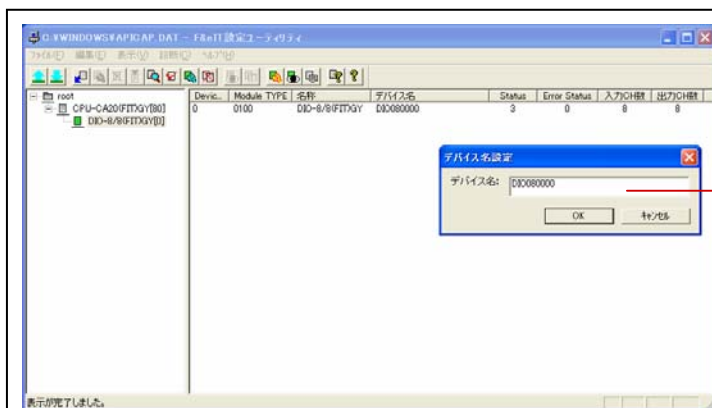 C:¥WINDOWS¥APICAP.DAT - F&eIT設定ユーティリティ
ファイル(F) 編集(E) 表示(V) 診断(C) ヘルプ(H)
root
CPU-CA20(FIT)GY[80]
DIO-8/8(FIT)GY[0]
Devic... Module TYPE 名称 デバイス名 Status Error Status 入力CH数 出力CH数
0 0100 DIO-8/8(FIT)GY DIO080000 3 0 8 8
デバイス名設定
デバイス名: DIO080000
OK キャンセル
表示が完了しました。